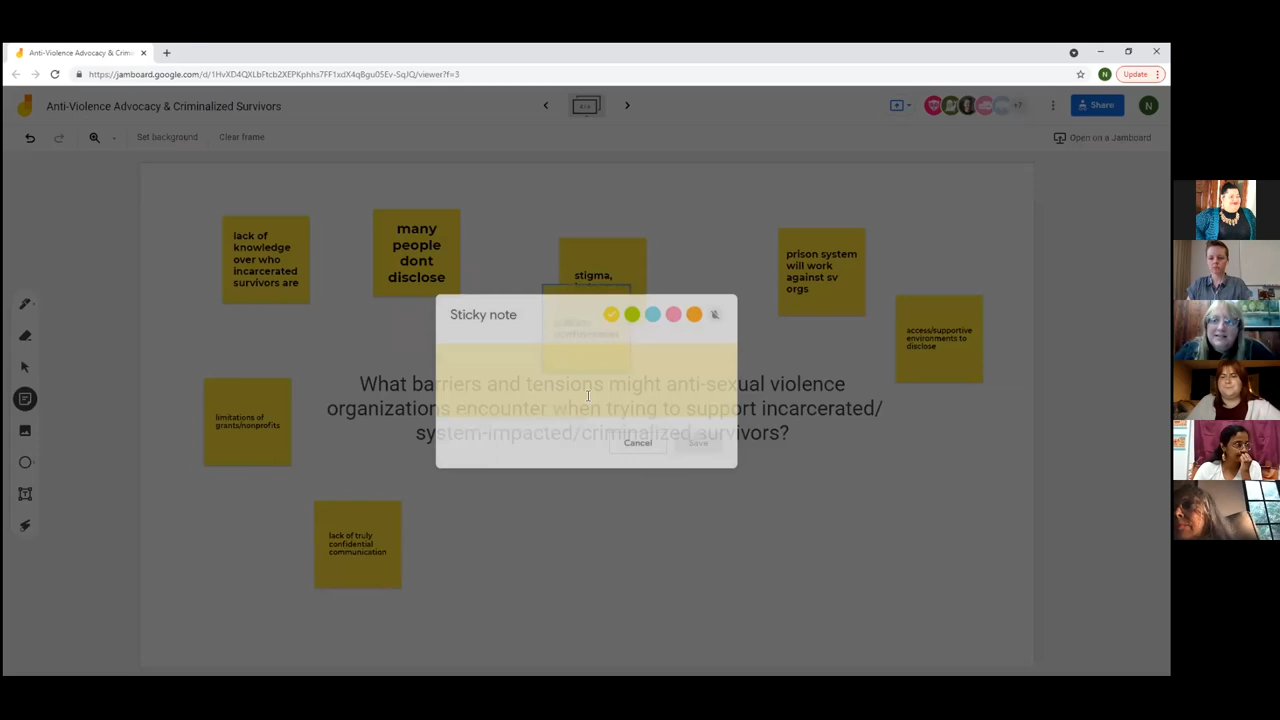 Anti-Violence Advocacy & Crim
https://jamboard.google.com/d/1HvXD4QXLbFtcb2XEPKphhs7FF1xdX4qBgu05Ev-SqJQ/viewer?f=3
N
Update
Anti-Violence Advocacy & Criminalized Survivors
+7
Share
N
Set background
Clear frame
Open on a Jamboard
lack of
knowledge
over who
incarcerated
survivors are
many
people
dont
disclose
stigma,
prison system
will work
against sv
orgs
access/supportive
environments to
disclose
Sticky note
What barriers and tensions might anti-sexual violence
organizations encounter when trying to support incarcerated/
system-impacted/criminalized survivors?
Cancel
Save
limitations of
grants/nonprofits
lack of truly
confidential
communication